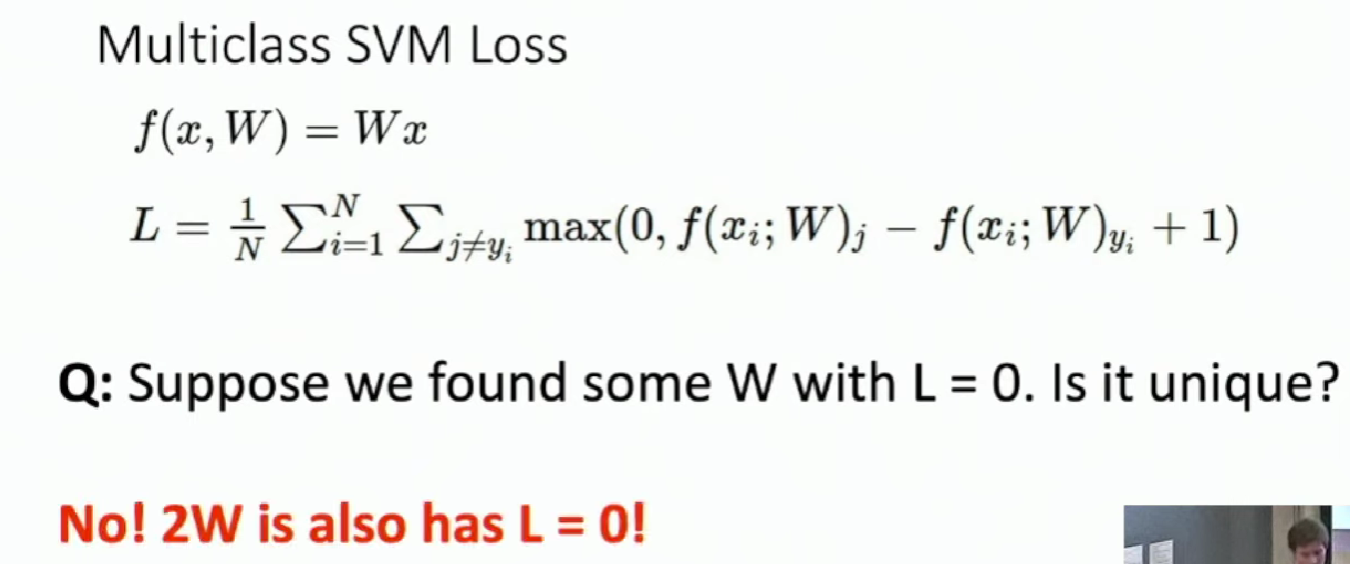 Multiclass SVM Loss
f(x, W) = Wx
L = \frac{1}{N} \sum_{i=1}^{N} \sum_{j \neq y_i} \max(0, f(x_i; W)_j - f(x_i; W)_{y_i} + 1)
Q: Suppose we found some W with L = 0. Is it unique?
No! 2W is also has L = 0!